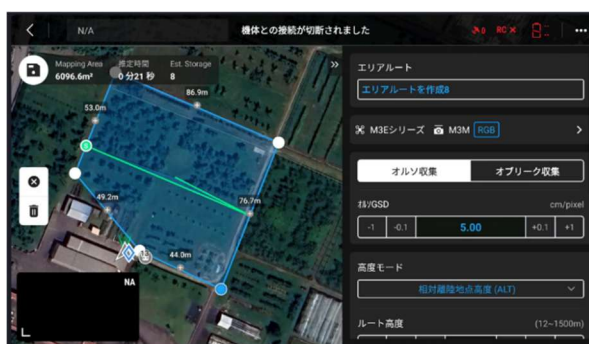 N/A
機体との接続が切断されました
0
RC
Mapping Area
6096.6m²
推定時間
0 分21 秒
Est. Storage
8
86.9m
53.0m
S
49.2m
76.7m
44.0m
NA
エリアルート
エリアルートを作成8
M3Eシリーズ M3M RGB
オルソ収集 オブリーク収集
オルソGSD cm/pixel
-1 -0.1 5.00 +0.1 +1
高度モード
相対離陸地点高度 (ALT)
ルート高度 (12~1500m)